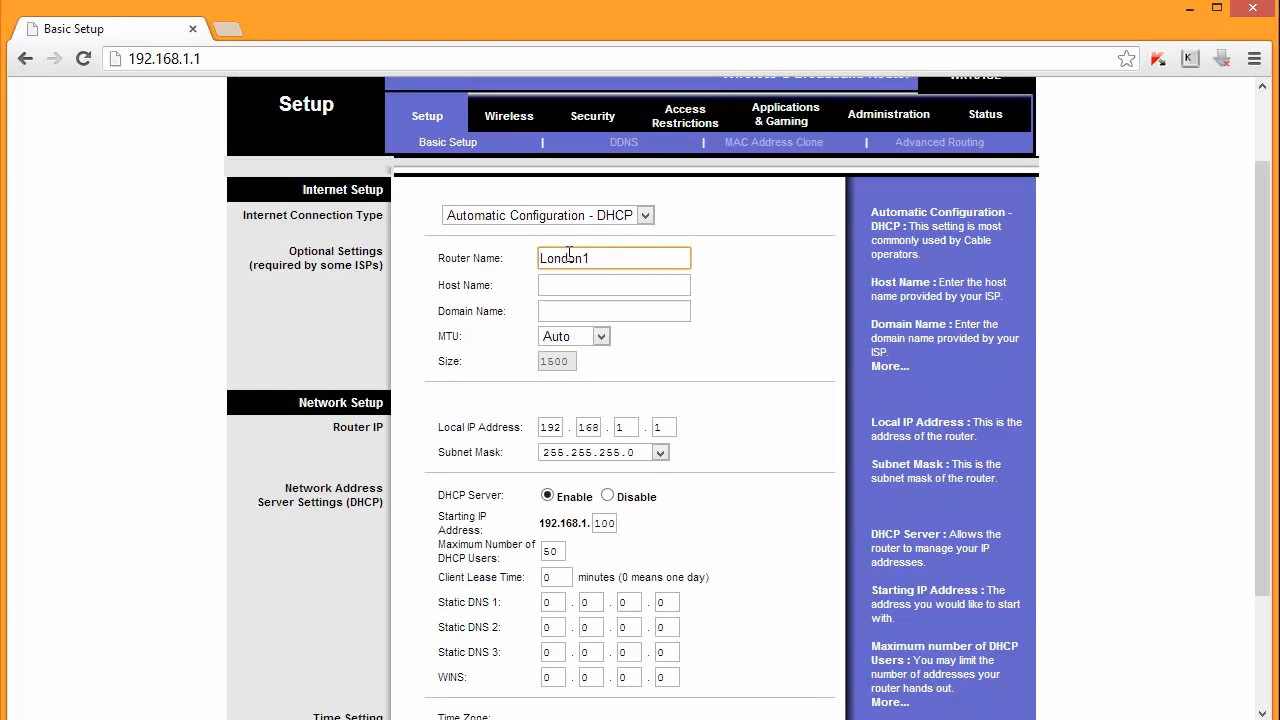 Basic Setup
192.168.1.1
K
Setup
Setup
Wireless
Security
Access
Restrictions
Applications
& Gaming
Administration
Status
Basic Setup | DDNS | MAC Address Clone | Advanced Routing
Internet Setup
Internet Connection Type
Automatic Configuration - DHCP
Optional Settings
(required by some ISPs)
Router Name: London1
Host Name:
Domain Name:
MTU: Auto
Size: 1500
Network Setup
Router IP
Local IP Address: 192 . 168 . 1 . 1
Subnet Mask: 255.255.255.0
Network Address
Server Settings (DHCP)
DHCP Server: Enable Disable
Starting IP
Address: 192.168.1. 100
Maximum Number of
DHCP Users: 50
Client Lease Time: 0 minutes (0 means one day)
Static DNS 1: 0 . 0 . 0 . 0
Static DNS 2: 0 . 0 . 0 . 0
Static DNS 3: 0 . 0 . 0 . 0
WINS: 0 . 0 . 0 . 0
Time Setting
Time Zone:
Automatic Configuration -
DHCP : This setting is most
commonly used by Cable
operators.
Host Name : Enter the host
name provided by your ISP.
Domain Name : Enter the
domain name provided by your
ISP.
More...
Local IP Address : This is the
address of the router.
Subnet Mask : This is the
subnet mask of the router.
DHCP Server : Allows the
router to manage your IP
addresses.
Starting IP Address : The
address you would like to start
with.
Maximum number of DHCP
Users : You may limit the
number of addresses your
router hands out.
More...